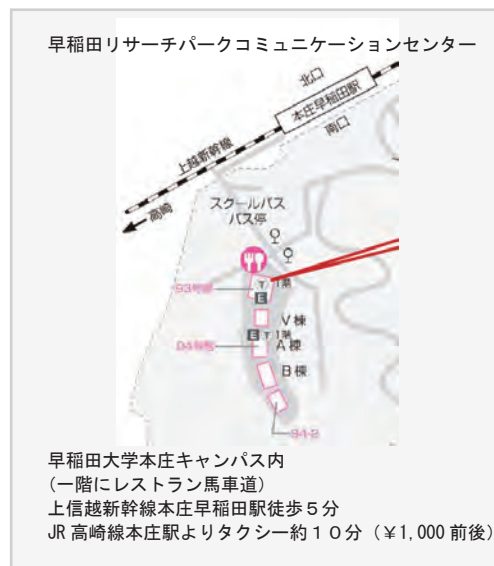 早稲田リサーチパークコミュニケーションセンター
北口
本庄早稲田駅
南口
上越新幹線
高崎
スクールバス
バス停
93号館
T 1階
E
V棟
E T 1階
A棟
94号館
B棟
94-2
早稲田大学本庄キャンパス内
(一階にレストラン馬車道)
上信越新幹線本庄早稲田駅徒歩５分
JR 高崎線本庄駅よりタクシー約１０分（￥1,000 前後）